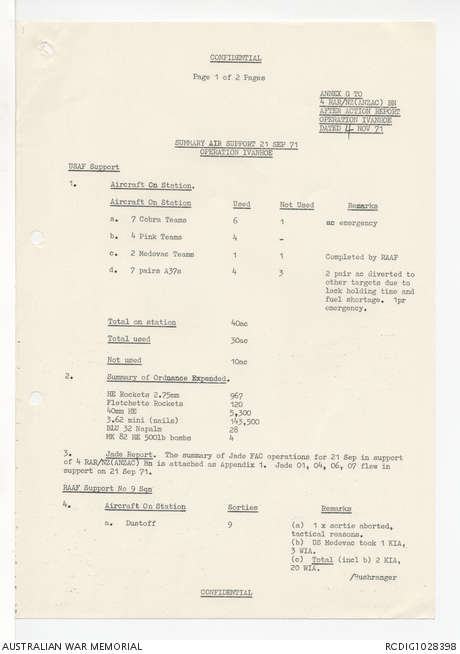 CONFIDENTIAL
Page 1 of 2 Pages
ANNEX G TO
4 RAR/NZ(ANZAC) BN
AFTER ACTION REPORT
OPERATION IVANHOE
DATED 4 NOV 71
SUMMARY AIR SUPPORT 21 SEP 71
OPERATION IVANHOE
USAF Support
1. Aircraft On Station.
Aircraft On Station Used Not Used Remarks
a. 7 Cobra Teams 6 1 ac emergency
b. 4 Pink Teams 4 -
c. 2 Medevac Teams 1 1 Completed by RAAF
d. 7 pairs A37s 4 3 2 pair ac diverted to
other targets due to
lack holding time and
fuel shortage. 1pr
emergency.
Total on station 40ac
Total used 30ac
Not used 10ac
2. Summary of Ordnance Expended.
HE Rockets 2.75mm 967
Fletchette Rockets 120
40mm HE 5,300
3.62 mini (nails) 143,500
BLU 32 Napalm 28
MK 82 HE 500lb bombs 4
3. Jade Report. The summary of Jade FAC operations for 21 Sep in support
of 4 RAR/NZ(ANZAC) Bn is attached as Appendix 1. Jade 01, 04, 06, 07 flew in
support on 21 Sep 71.
RAAF Support No 9 Sqn
4. Aircraft On Station Sorties Remarks
a. Dustoff 9 (a) 1 x sortie aborted,
tactical reasons.
(b) US Medevac took 1 KIA,
3 WIA.
(c) Total (incl b) 2 KIA,
20 WIA.
/Bushranger
CONFIDENTIAL
AUSTRALIAN WAR MEMORIAL RCDIG1028398